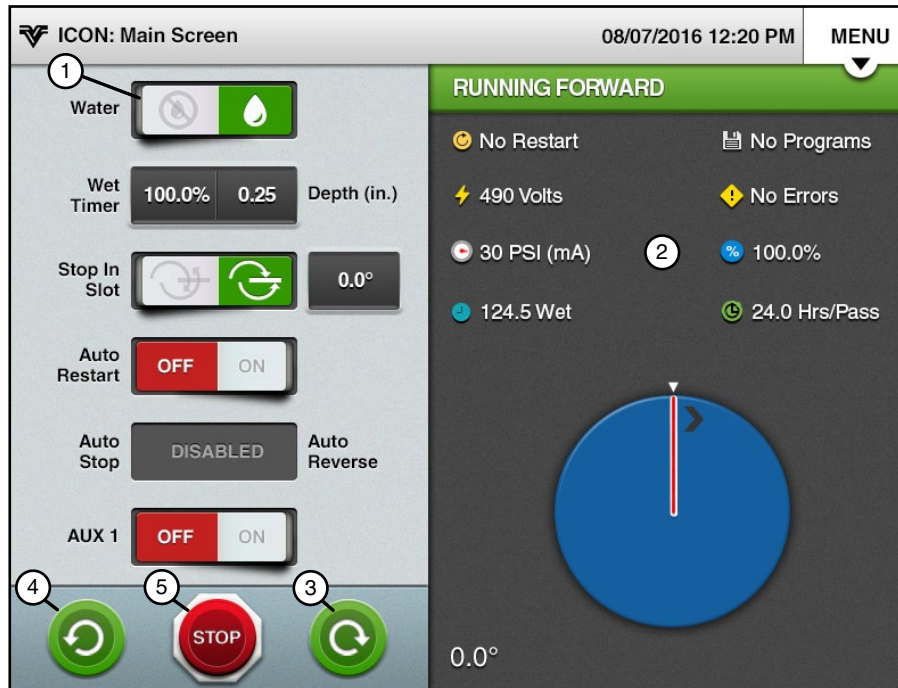 ICON: Main Screen
08/07/2016 12:20 PM
MENU
1
Water
Wet
Timer
100.0%
0.25
Depth (in.)
Stop In
Slot
0.0°
Auto
Restart
OFF
ON
Auto
Stop
DISABLED
Auto
Reverse
AUX 1
OFF
ON
4
5
3
STOP
RUNNING FORWARD
No Restart
No Programs
490 Volts
No Errors
30 PSI (mA)
2
%
100.0%
124.5 Wet
24.0 Hrs/Pass
0.0°